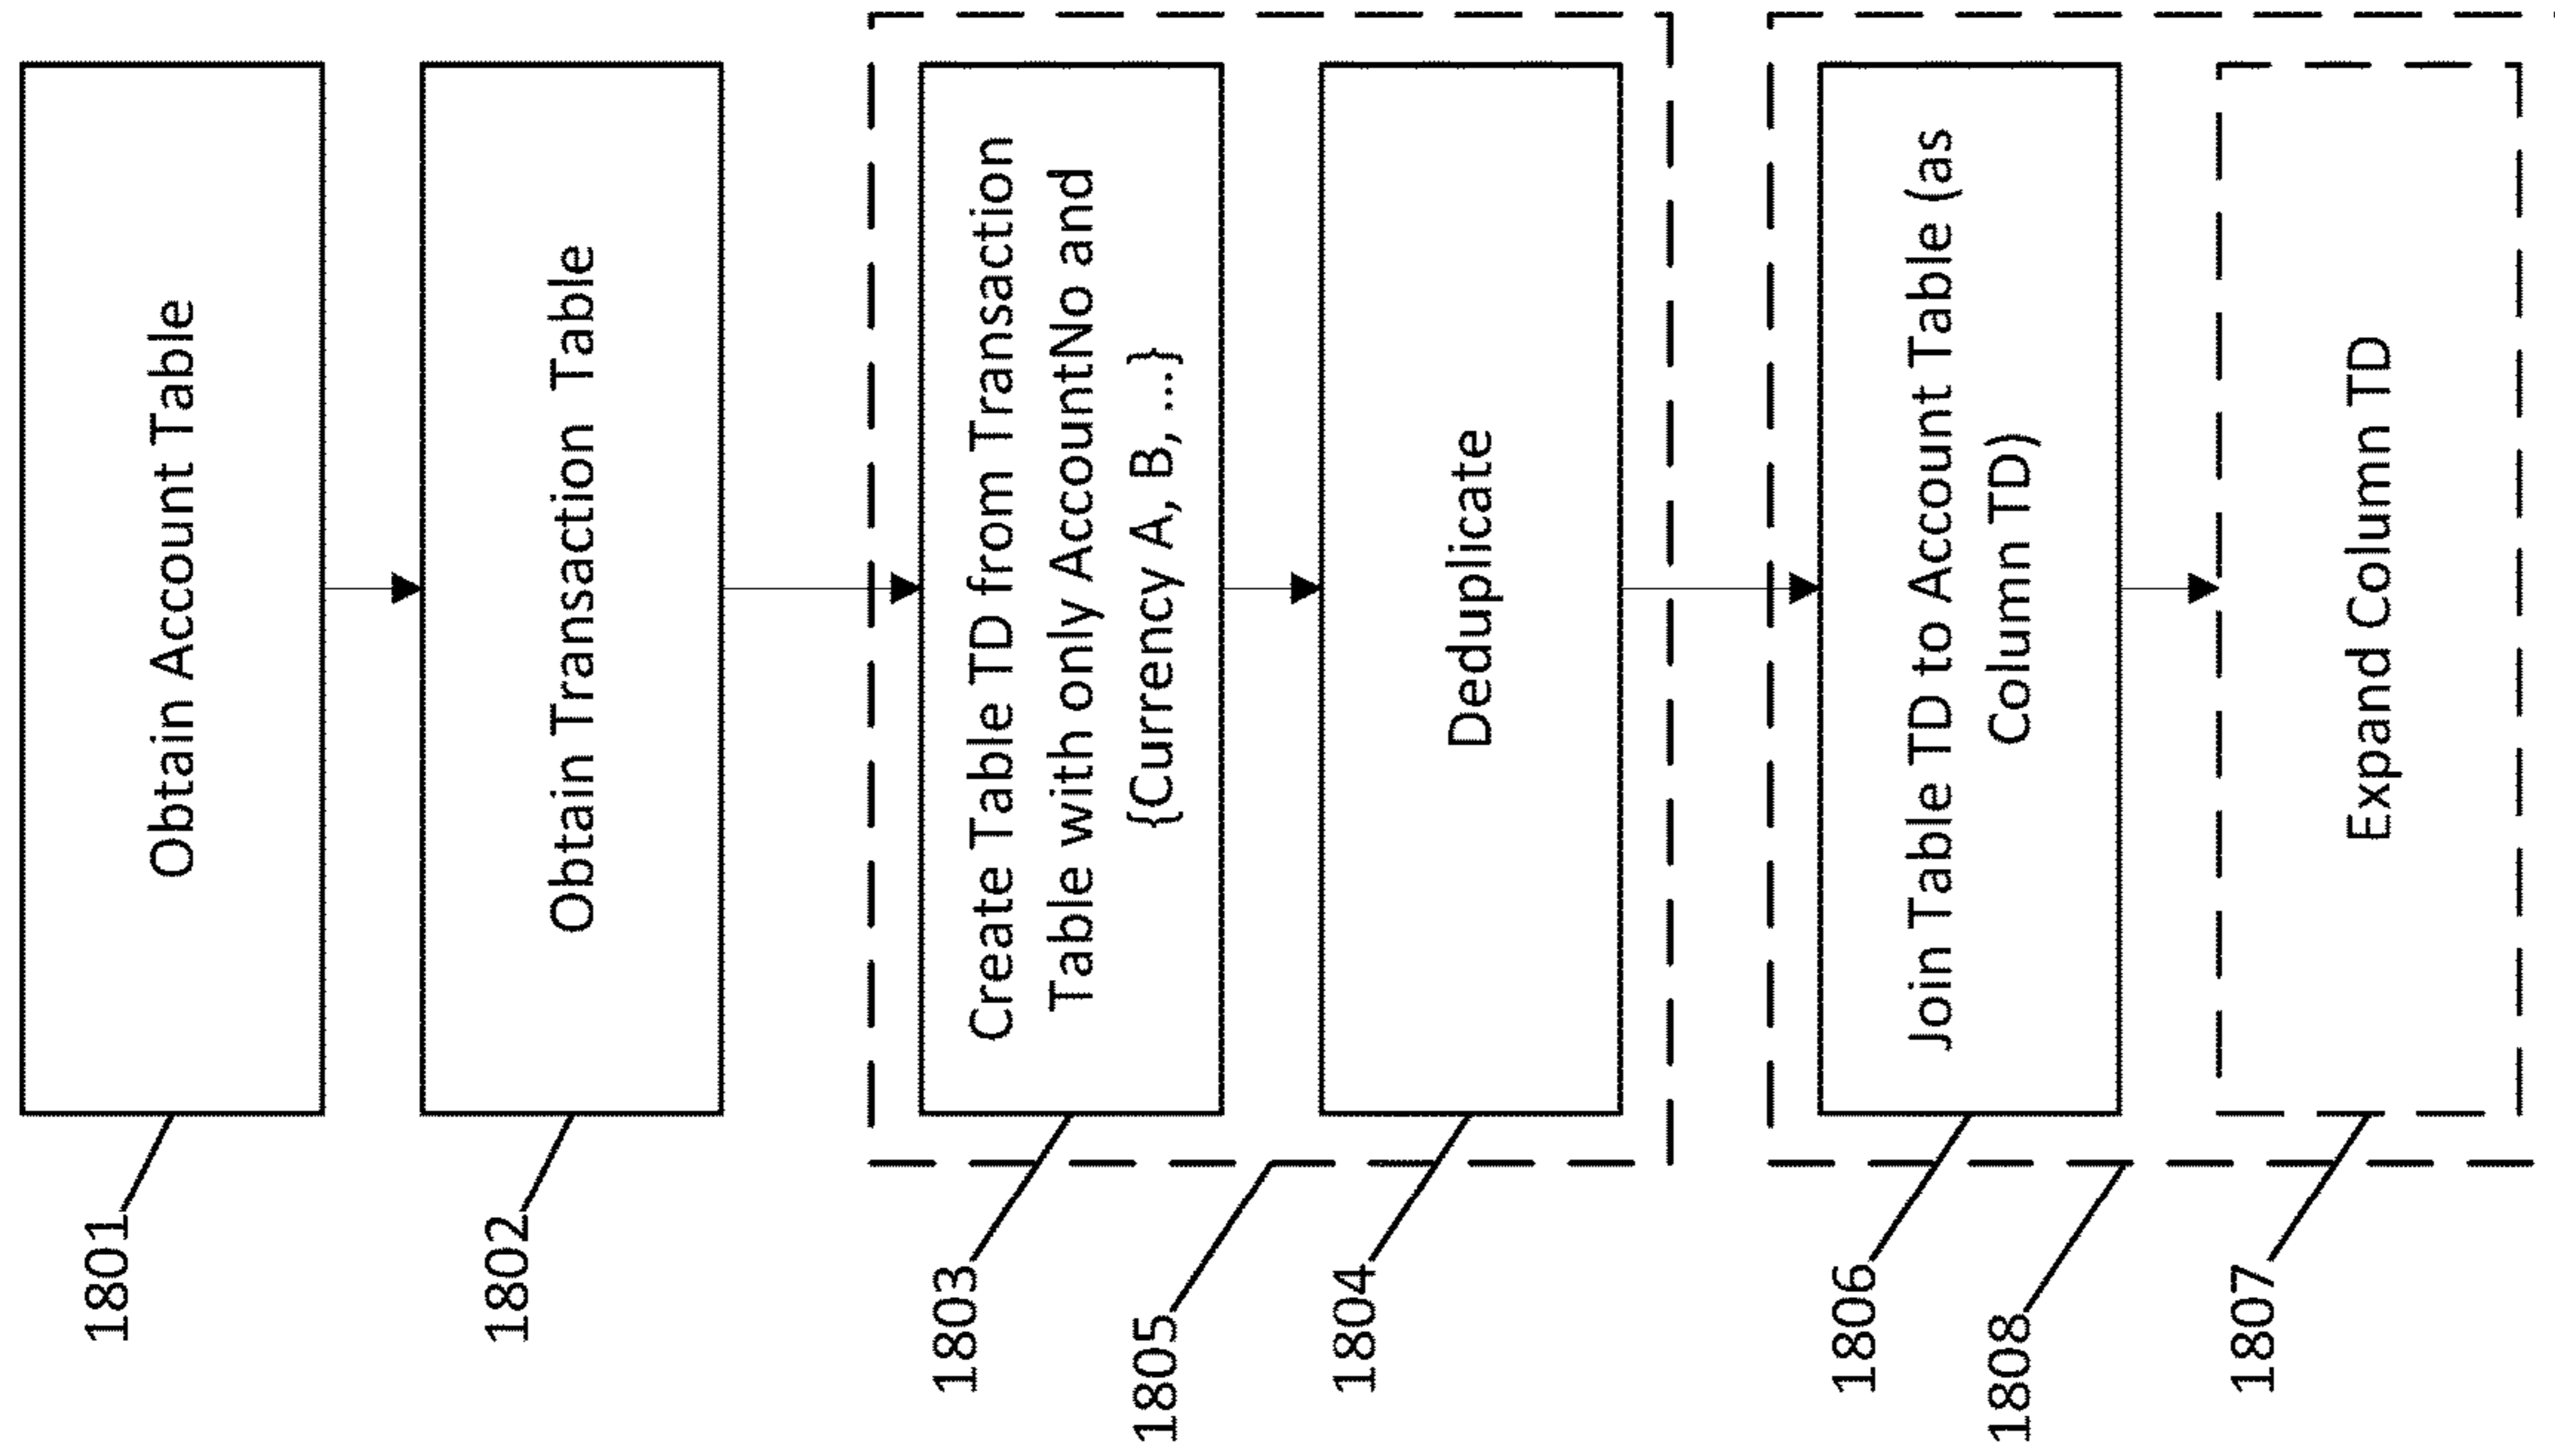 1801
Obtain Account Table
1802
Obtain Transaction Table
1803
Create Table TD from Transaction
Table with only AccountNo and
{Currency A, B, ...}
1805
1804
Deduplicate
1806
Join Table TD to Account Table (as
Column TD)
1808
1807
Expand Column TD